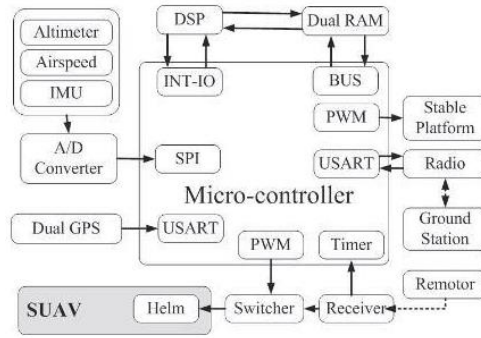 DSP
Dual RAM
Altimeter
Airspeed
IMU
INT-IO
BUS
PWM
Stable
Platform
A/D
Converter
SPI
USART
Radio
Micro-controller
Dual GPS
USART
Ground
Station
PWM
Timer
Remotor
SUAV
Helm
Switcher
Receiver